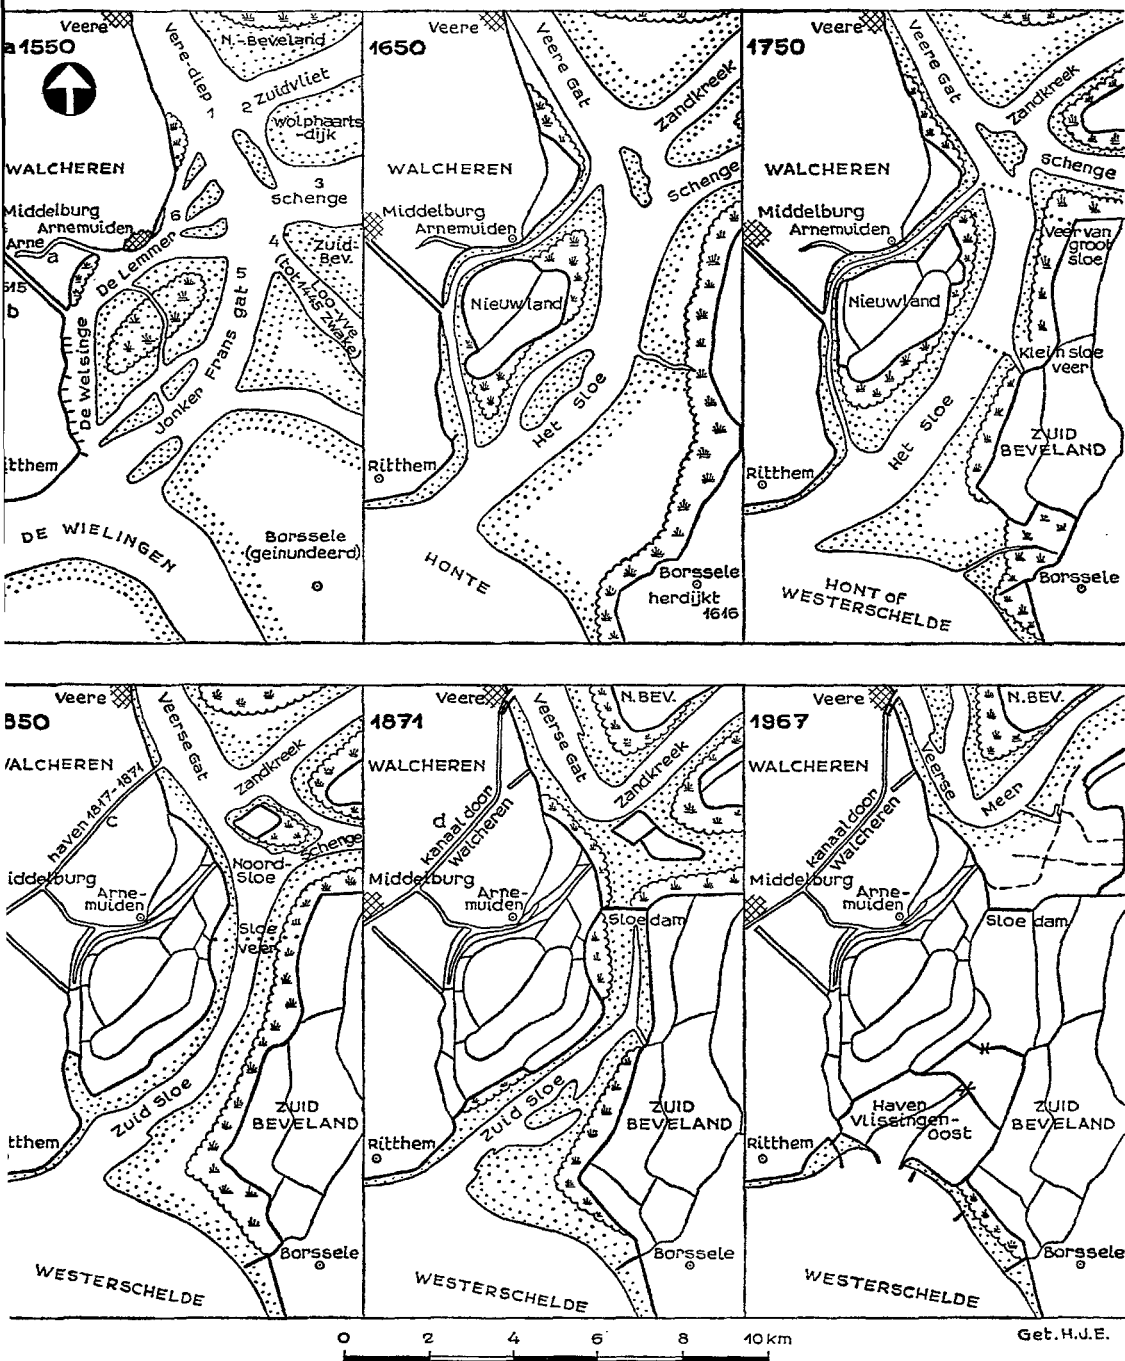 a1550
Veere
Vere-diep 1
N.-Beveland
2 Zuidvliet
wolphaarts
-dijk
3
Schenge
WALCHEREN
Middelburg
Arnemuiden
Arne
a
6
De Lemmer
4
Zuid-
Bev.
Loo-yve
(tot 1445 Zwake)
5
b
De Welsinge
Jonker Frans gat
DE WIELINGEN
Borssele
(geinundeerd)
1650
Veere
Veere Gat
Zandkreek
Schenge
WALCHEREN
Middelburg
Arnemuiden
Nieuwland
Het Sloe
Ritthem
HONTE
Borssele
herdijkt
1616
1750
Veere
Veere Gat
Zandkreek
Schenge
WALCHEREN
Middelburg
Arnemuiden
Veer van
groot
sloe
Nieuwland
Klein sloe
veer
Het Sloe
ZUID
BEVELAND
Ritthem
HONT OF
WESTERSCHELDE
Borssele
850
Veere
Veerse Gat
Zandkreek
WALCHEREN
haven 1817-1871
c
Schenge
Noord-
Sloe
iddelburg
Arne-
muiden
Sloe
veer
Zuid Sloe
ZUID
BEVELAND
tthem
Borssele
WESTERSCHELDE
1871
Veere
Veerse Gat
N.BEV.
Zandkreek
WALCHEREN
d
kanaal door
Walcheren
Middelburg
Arne-
muiden
Sloedam
Zuid Sloe
ZUID
BEVELAND
Ritthem
Borssele
WESTERSCHELDE
1967
Veere
N.BEV.
Veerse Meer
WALCHEREN
kanaal door
Walcheren
Middelburg
Arne-
muiden
Sloe dam
Haven
Vlissingen-
oost
ZUID
BEVELAND
Ritthem
Borssele
WESTERSCHELDE
0 2 4 6 8 10 km
Get. H.J.E.